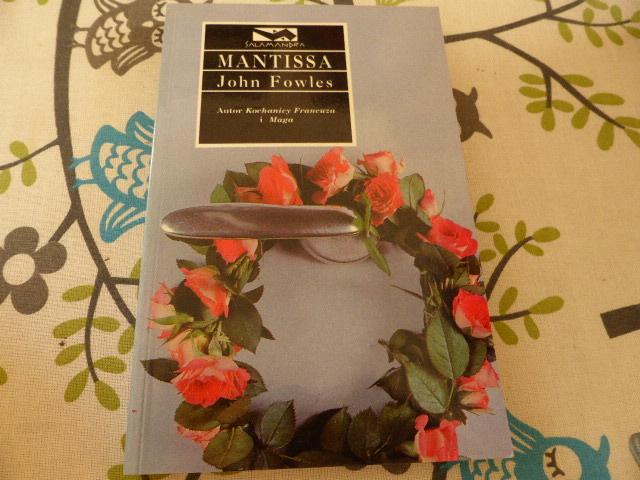 SALAMANDRA
MANTISSA
John Fowles
Autor Kochanicy Francuza
i Maga